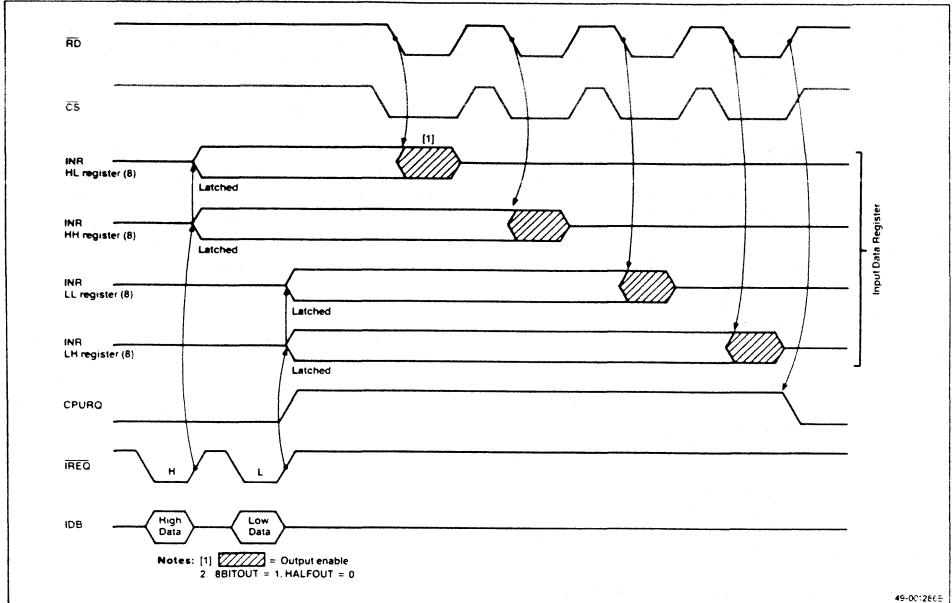 RD
CS
[1]
INR
HL register (8)
Latched
INR
HH register (8)
Latched
INR
LL register (8)
Latched
INR
LH register (8)
Latched
Input Data Register
CPURQ
IREQ
H
L
IDB
High
Data
Low
Data
Notes: [1] = Output enable
2. 8BITOUT = 1. HALFOUT = 0